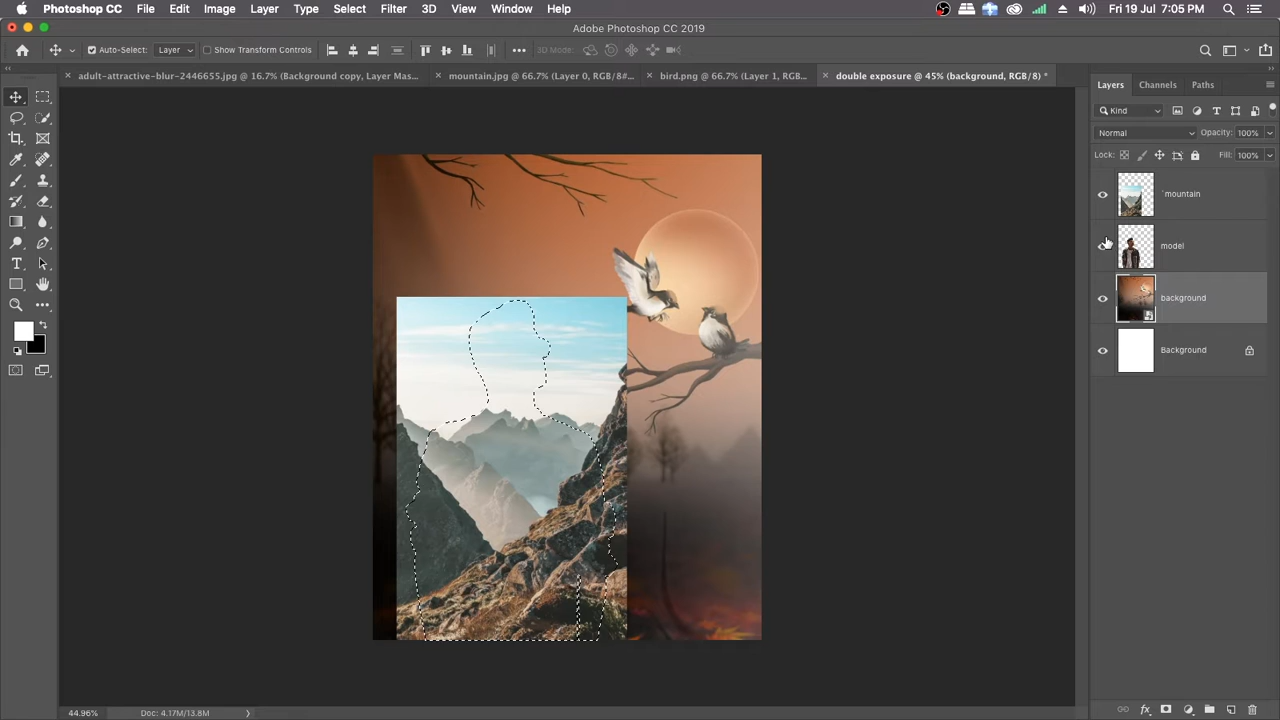 Photoshop CC File Edit Image Layer Type Select Filter 3D View Window Help Fri 19 Jul 7:05 PM
Adobe Photoshop CC 2019
Auto-Select: Layer Show Transform Controls 3D Mode:
adult-attractive-blur-2446655.jpg @ 16.7% (Background copy, Layer Mas... mountain.jpg @ 66.7% (Layer 0, RGB/8#... bird.png @ 66.7% (Layer 1, RGB... double exposure @ 45% (background, RGB/8) *
Layers Channels Paths
Kind
Normal Opacity: 100%
Lock: Fill: 100%
`mountain
model
background
Background
44.96% Doc: 4.17M/13.8M